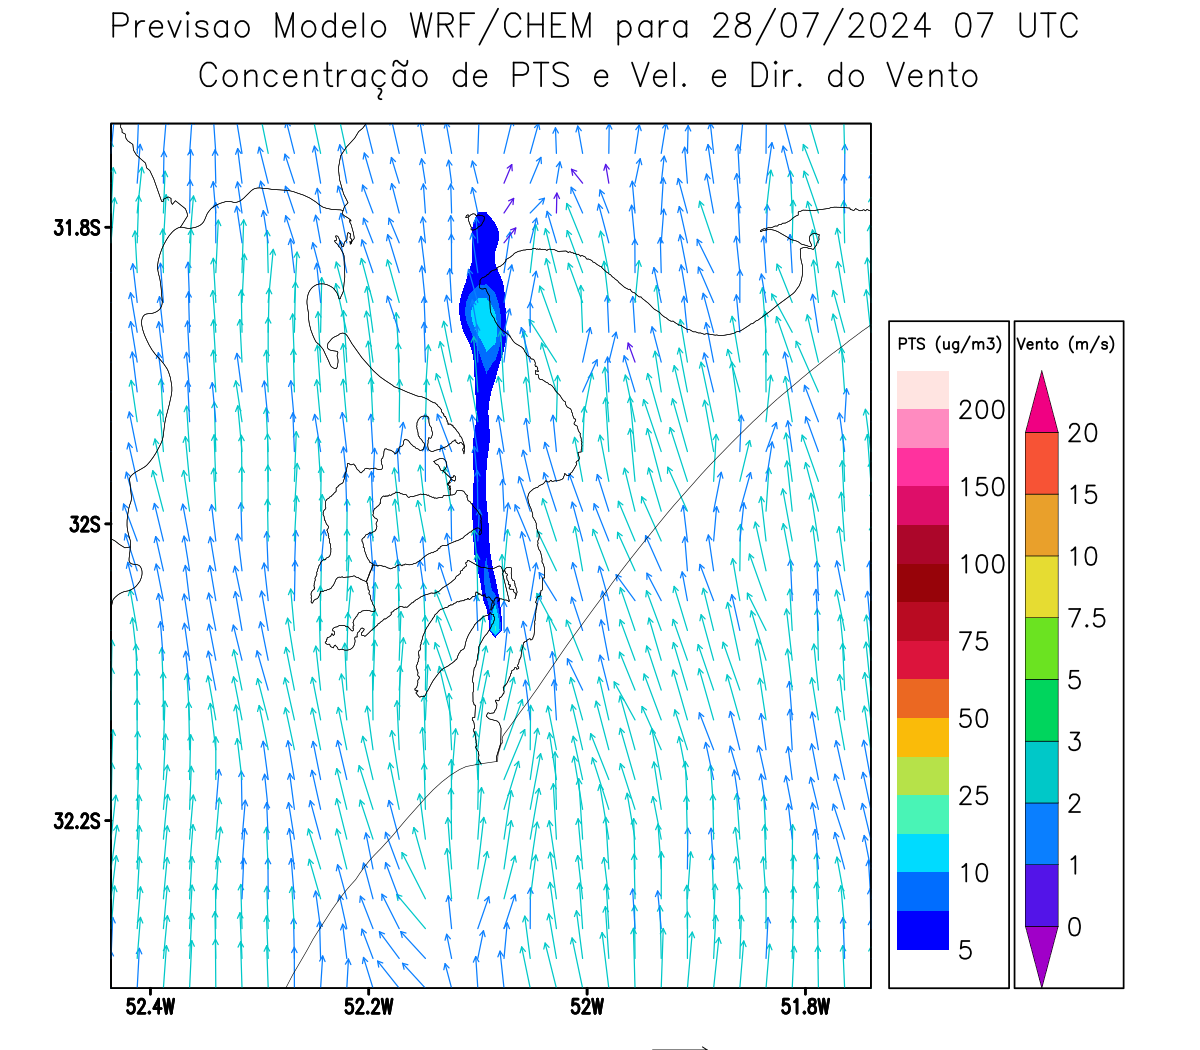 Previsao Modelo WRF/CHEM para 28/07/2024 07 UTC
Concentração de PTS e Vel. e Dir. do Vento
31.8S
32S
32.2S
52.4W
52.2W
52W
51.8W
PTS (ug/m3)
200
150
100
75
50
25
10
5
Vento (m/s)
20
15
10
7.5
5
3
2
1
0